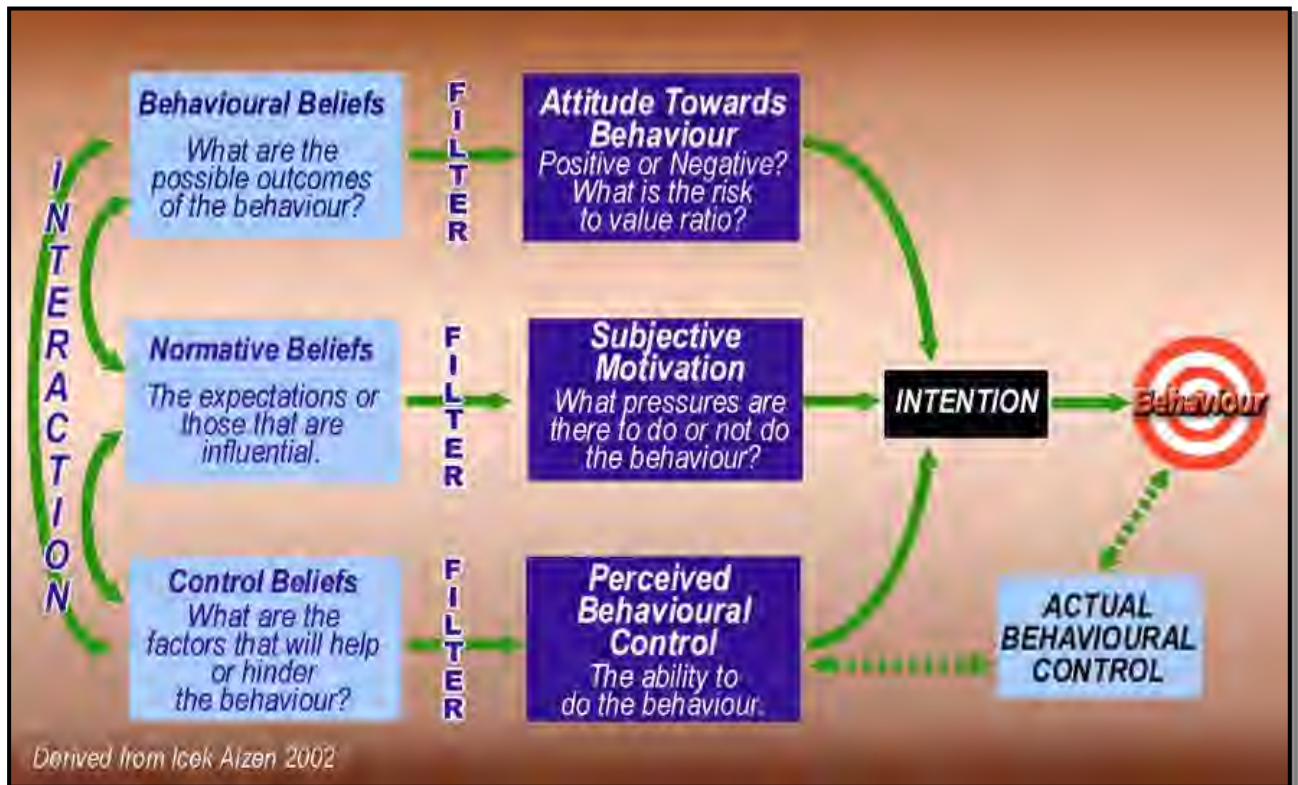 INTERACTION
Behavioural Beliefs
What are the
possible outcomes
of the behaviour?
FILTER
Attitude Towards
Behaviour
Positive or Negative?
What is the risk
to value ratio?
Normative Beliefs
The expectations or
those that are
influential.
FILTER
Subjective
Motivation
What pressures are
there to do or not do
the behaviour?
INTENTION
Behaviour
Control Beliefs
What are the
factors that will help
or hinder
the behaviour?
FILTER
Perceived
Behavioural
Control
The ability to
do the behaviour.
ACTUAL
BEHAVIOURAL
CONTROL
Derived from Icek Aizen 2002